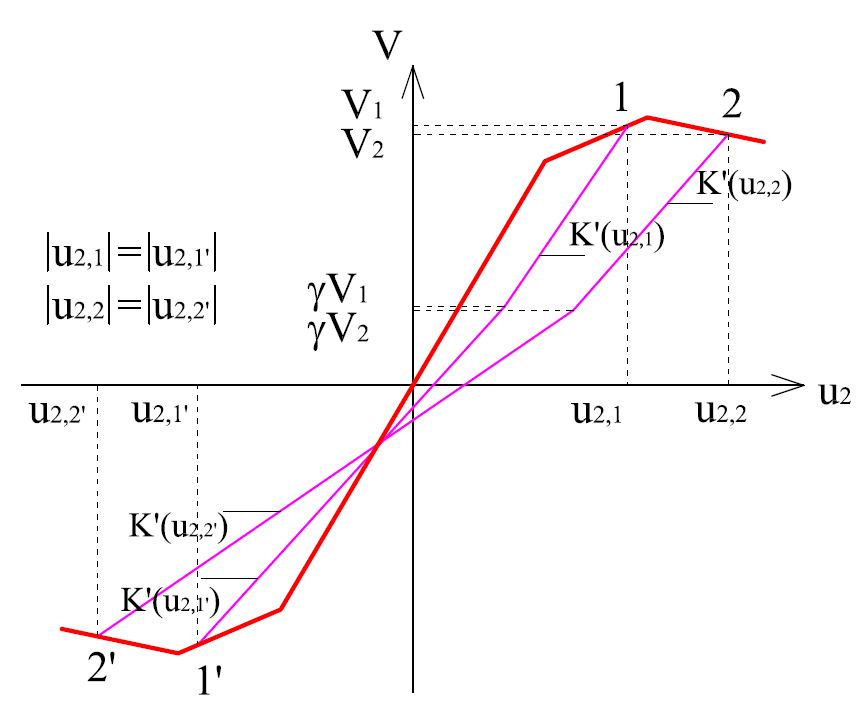 V
V1
V2
1
2
K'(u2,2)
K'(u2,1)
|u2,1|=|u2,1'|
|u2,2|=|u2,2'|
γV1
γV2
u2
u2,2'
u2,1'
u2,1
u2,2
K'(u2,2')
K'(u2,1')
2'
1'